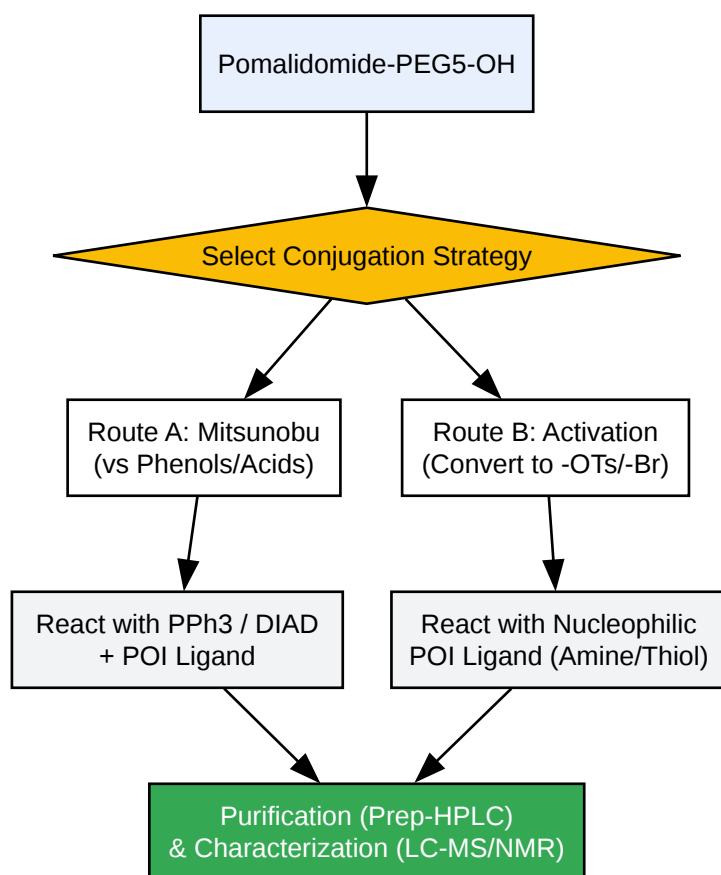 Pomalidomide-PEG5-OH
Select Conjugation Strategy
Route A: Mitsunobu
(vs Phenols/Acids)
Route B: Activation
(Convert to -OTs/-Br)
React with PPh3 / DIAD
+ POI Ligand
React with Nucleophilic
POI Ligand (Amine/Thiol)
Purification (Prep-HPLC)
& Characterization (LC-MS/NMR)